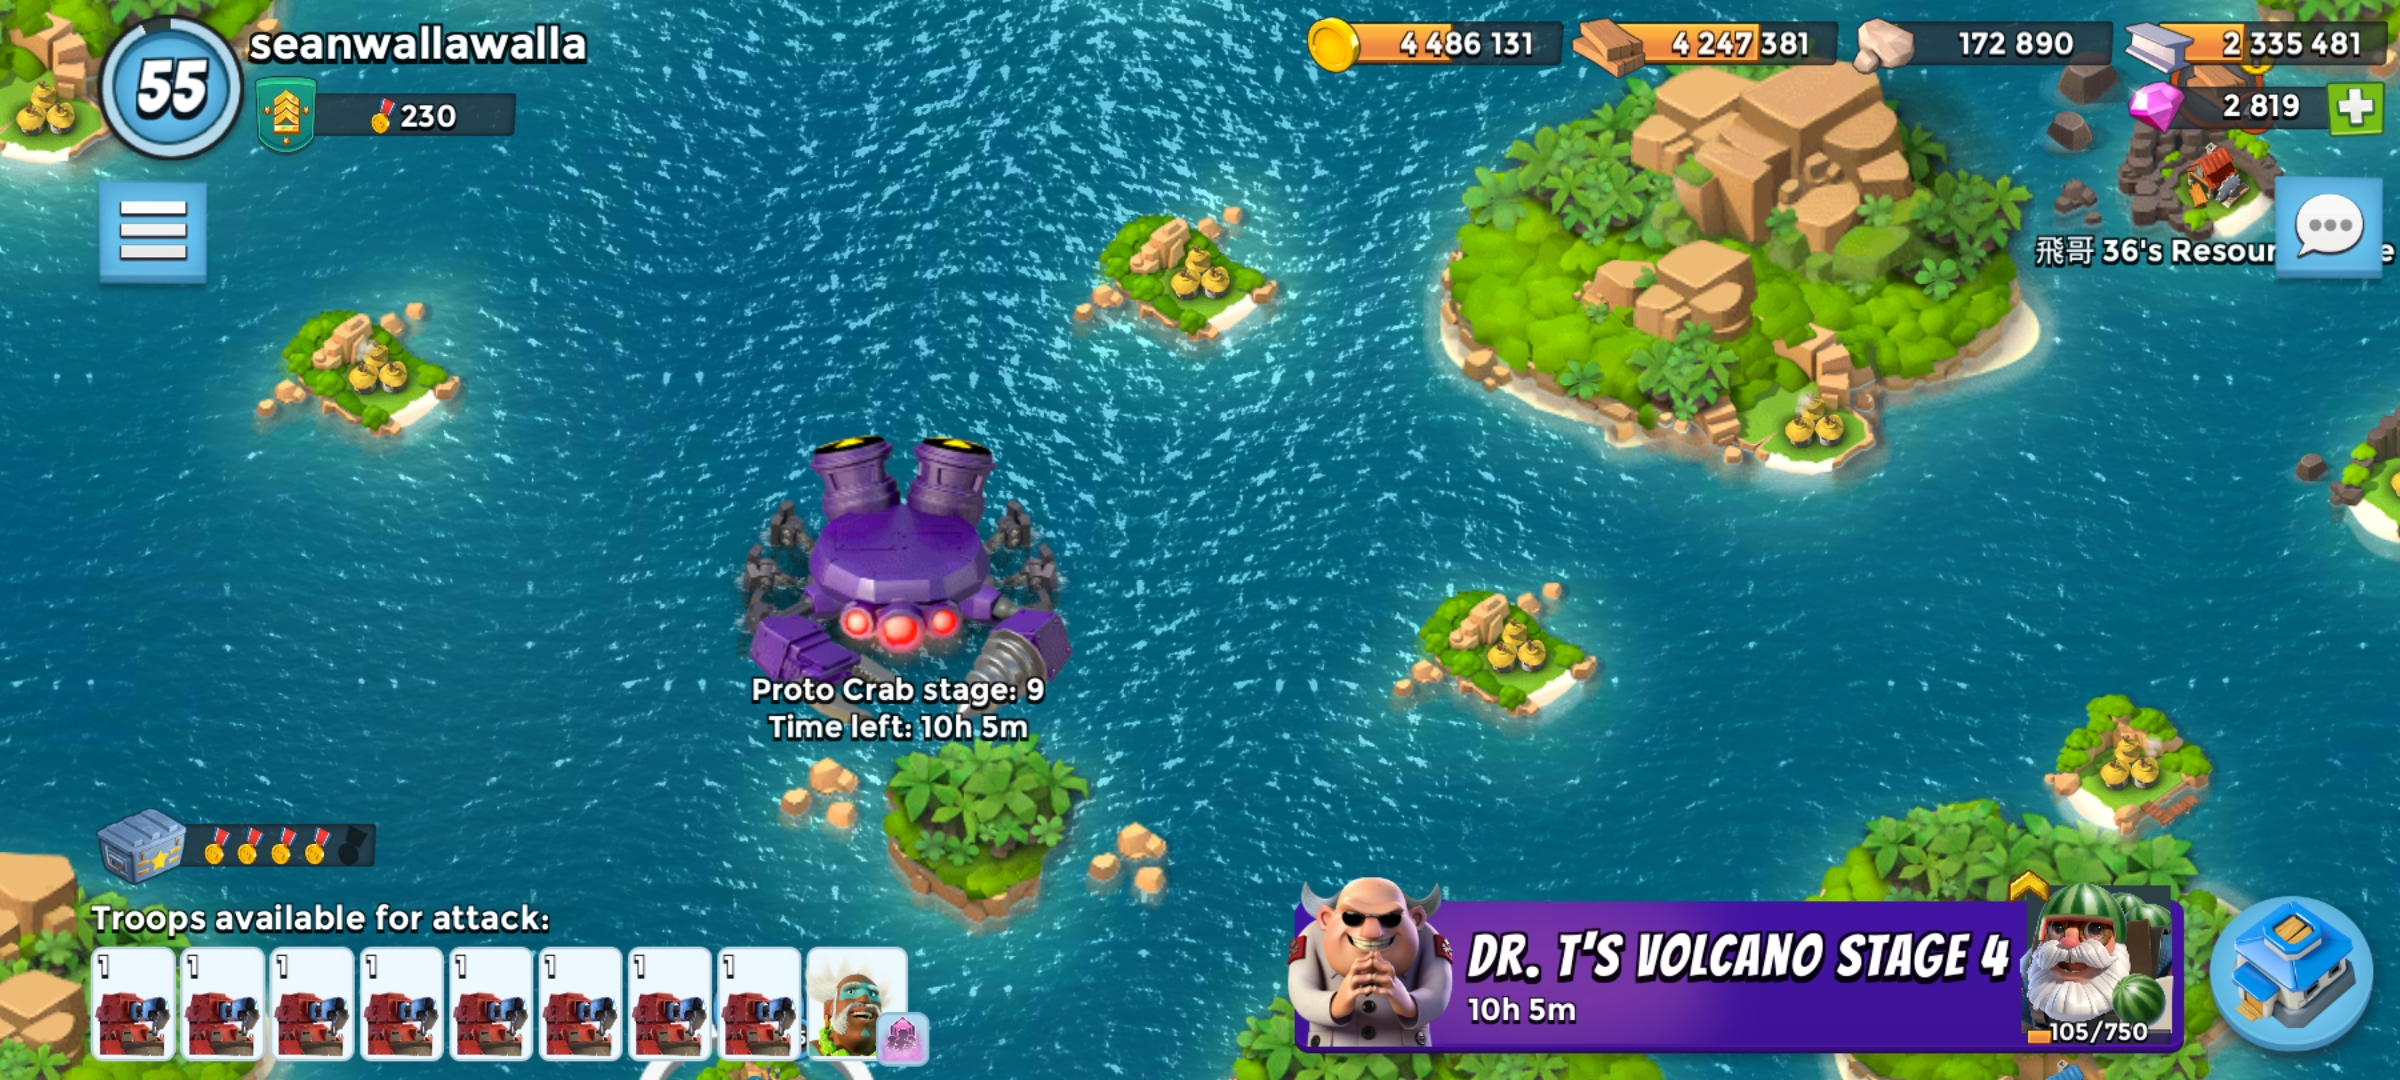 55
seanwallawalla
230
4 486 131
4 247 381
172 890
2 335 481
2 819
飛哥 36's Resour
Proto Crab stage: 9
Time left: 10h 5m
Troops available for attack:
1
1
1
1
1
1
1
1
DR. T'S VOLCANO STAGE 4
10h 5m
105/750